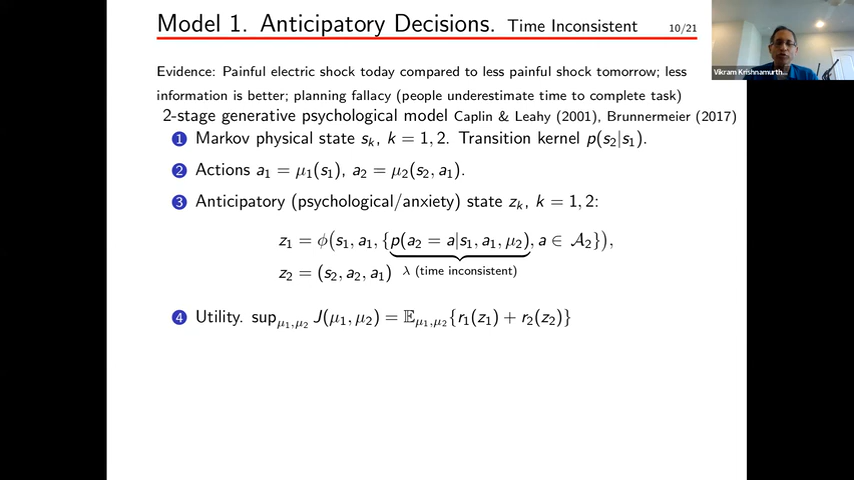 Model 1. Anticipatory Decisions. Time Inconsistent 10/21
Vikram Krishnamurth...
Evidence: Painful electric shock today compared to less painful shock tomorrow; less
information is better; planning fallacy (people underestimate time to complete task)
2-stage generative psychological model Caplin & Leahy (2001), Brunnermeier (2017)
1 Markov physical state s_k, k = 1, 2. Transition kernel p(s_2|s_1).
2 Actions a_1 = μ_1(s_1), a_2 = μ_2(s_2, a_1).
3 Anticipatory (psychological/anxiety) state z_k, k = 1, 2:
z_1 = ϕ(s_1, a_1, {p(a_2 = a|s_1, a_1, μ_2), a ∈ 𝒜_2}),
λ (time inconsistent)
z_2 = (s_2, a_2, a_1)
4 Utility. sup_{μ_1,μ_2} J(μ_1, μ_2) = 𝔼_{μ_1,μ_2}{r_1(z_1) + r_2(z_2)}